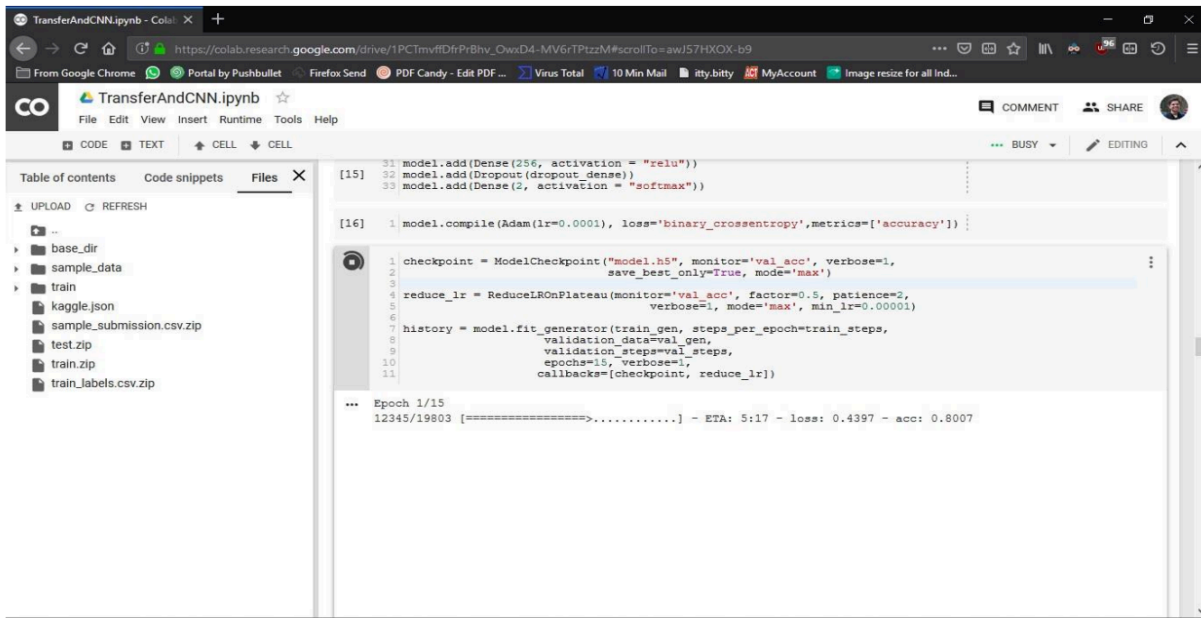 TransferAndCNN.ipynb - Cola
https://colab.research.google.com/drive/1PCTmvffDfrPrBhv_OwxD4-MV6rTPtzzM#scrollTo=awJ57HXOX-b9
96
From Google Chrome Portal by Pushbullet Firefox Send PDF Candy - Edit PDF ... Virus Total 10 Min Mail itty.bitty MyAccount Image resize for all Ind...
CO TransferAndCNN.ipynb
File Edit View Insert Runtime Tools Help
COMMENT SHARE
CODE TEXT CELL CELL
BUSY EDITING
Table of contents Code snippets Files
UPLOAD REFRESH
..
base_dir
sample_data
train
kaggle.json
sample_submission.csv.zip
test.zip
train.zip
train_labels.csv.zip
31 model.add(Dense(256, activation = "relu"))
[15] 32 model.add(Dropout(dropout_dense))
33 model.add(Dense(2, activation = "softmax"))
[16] 1 model.compile(Adam(lr=0.0001), loss='binary_crossentropy',metrics=['accuracy'])
1 checkpoint = ModelCheckpoint("model.h5", monitor='val_acc', verbose=1,
2 save_best_only=True, mode='max')
3
4 reduce_lr = ReduceLROnPlateau(monitor='val_acc', factor=0.5, patience=2,
5 verbose=1, mode='max', min_lr=0.00001)
6
7 history = model.fit_generator(train_gen, steps_per_epoch=train_steps,
8 validation_data=val_gen,
9 validation_steps=val_steps,
10 epochs=15, verbose=1,
11 callbacks=[checkpoint, reduce_lr])
... Epoch 1/15
12345/19803 [=================>............] - ETA: 5:17 - loss: 0.4397 - acc: 0.8007